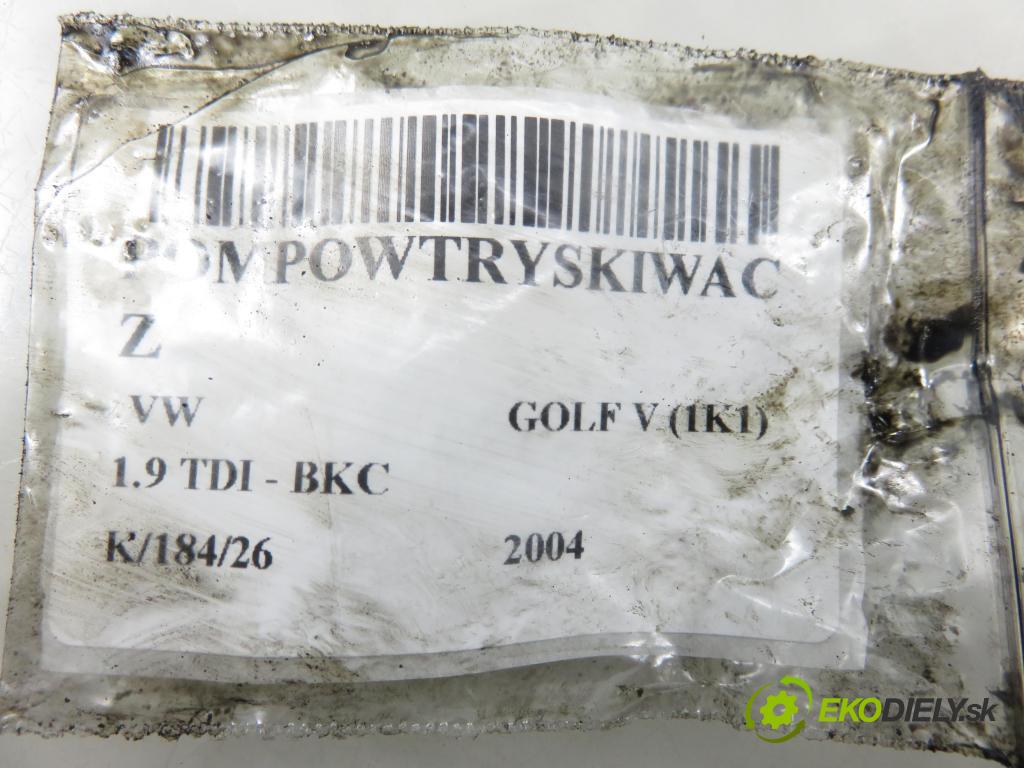 POMPOWTRYSKIWAC
Z
VW GOLF V (1K1)
1.9 TDI - BKC
K/184/26 2004
EKODIELY.sk